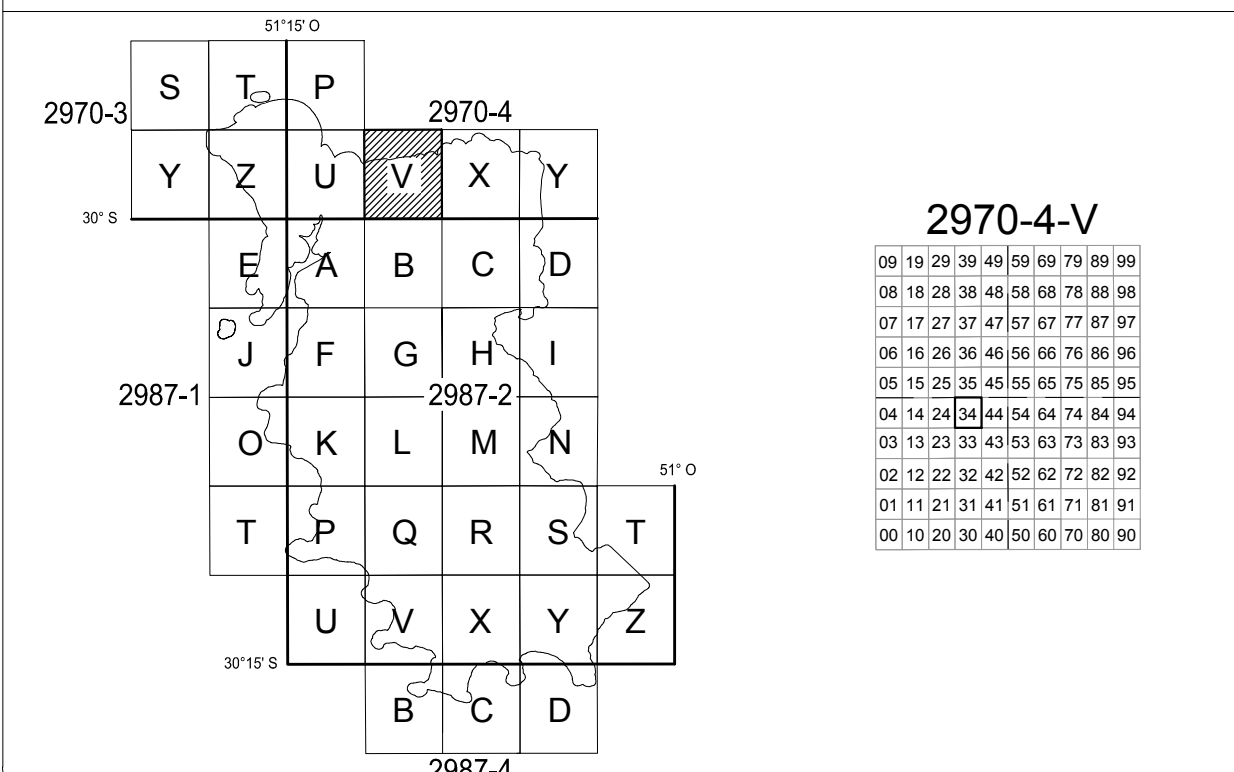 51°15' O
S T P
2970-3 2970-4
Y Z U V X Y
30° S
E A B C D
J F G H I
2987-1 2987-2
O K L M N
51° O
T P Q R S T
U V X Y Z
30°15' S
B C D
2987-4
2970-4-V
09 19 29 39 49 59 69 79 89 99
08 18 28 38 48 58 68 78 88 98
07 17 27 37 47 57 67 77 87 97
06 16 26 36 46 56 66 76 86 96
05 15 25 35 45 55 65 75 85 95
04 14 24 34 44 54 64 74 84 94
03 13 23 33 43 53 63 73 83 93
02 12 22 32 42 52 62 72 82 92
01 11 21 31 41 51 61 71 81 91
00 10 20 30 40 50 60 70 80 90